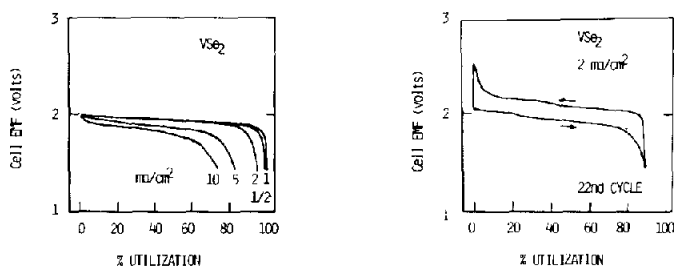 3
VSe2
Cell EMF (volts)
2
ma/cm2
10 5 2 1
1/2
1
0 20 40 60 80 100
% UTILIZATION
3
VSe2
2 ma/cm2
Cell EMF (volts)
2
22nd CYCLE
1
0 20 40 60 80 100
% UTILIZATION